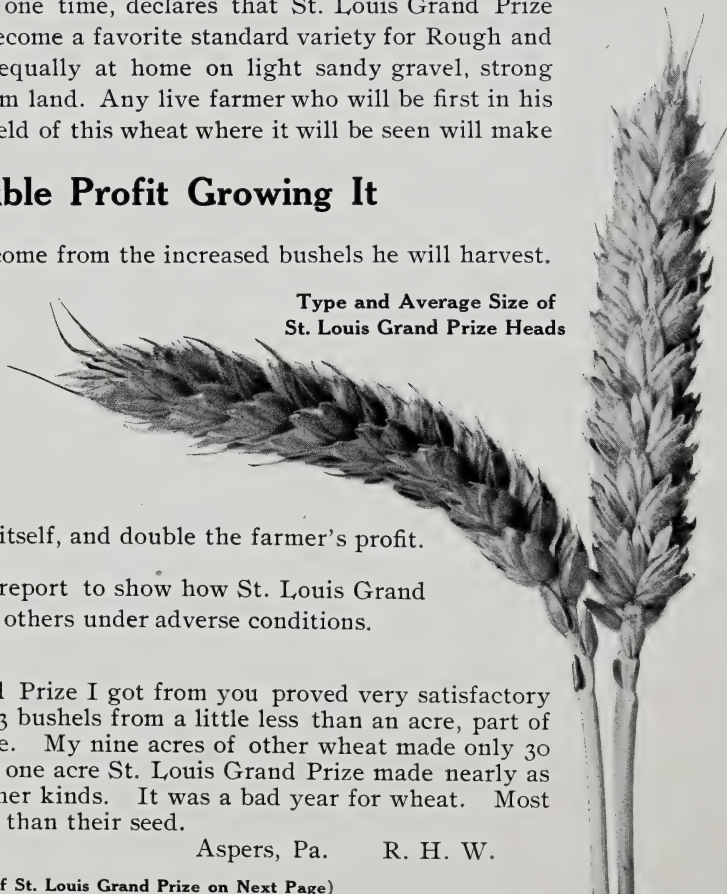 one time, declares that St. Louis Grand Prize
ecome a favorite standard variety for Rough and
equally at home on light sandy gravel, strong
m land. Any live farmer who will be first in his
eld of this wheat where it will be seen will make
ble Profit Growing It
come from the increased bushels he will harvest.
Type and Average Size of
St. Louis Grand Prize Heads
itself, and double the farmer's profit.
report to show how St. Louis Grand
others under adverse conditions.
l Prize I got from you proved very satisfactory
3 bushels from a little less than an acre, part of
e. My nine acres of other wheat made only 30
one acre St. Louis Grand Prize made nearly as
her kinds. It was a bad year for wheat. Most
than their seed.
Aspers, Pa. R. H. W.
f St. Louis Grand Prize on Next Page)